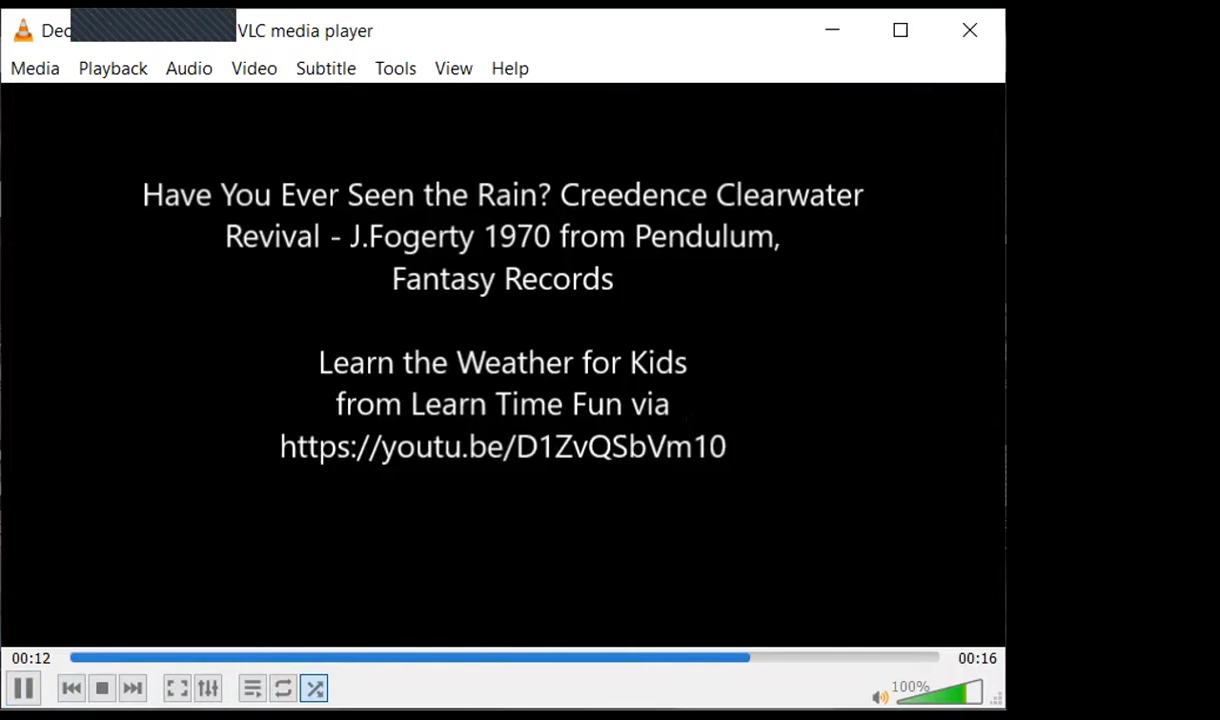 Dec VLC media player
Media Playback Audio Video Subtitle Tools View Help
Have You Ever Seen the Rain? Creedence Clearwater
Revival - J.Fogerty 1970 from Pendulum,
Fantasy Records
Learn the Weather for Kids
from Learn Time Fun via
https://youtu.be/D1ZvQSbVm10
00:12 00:16
100%